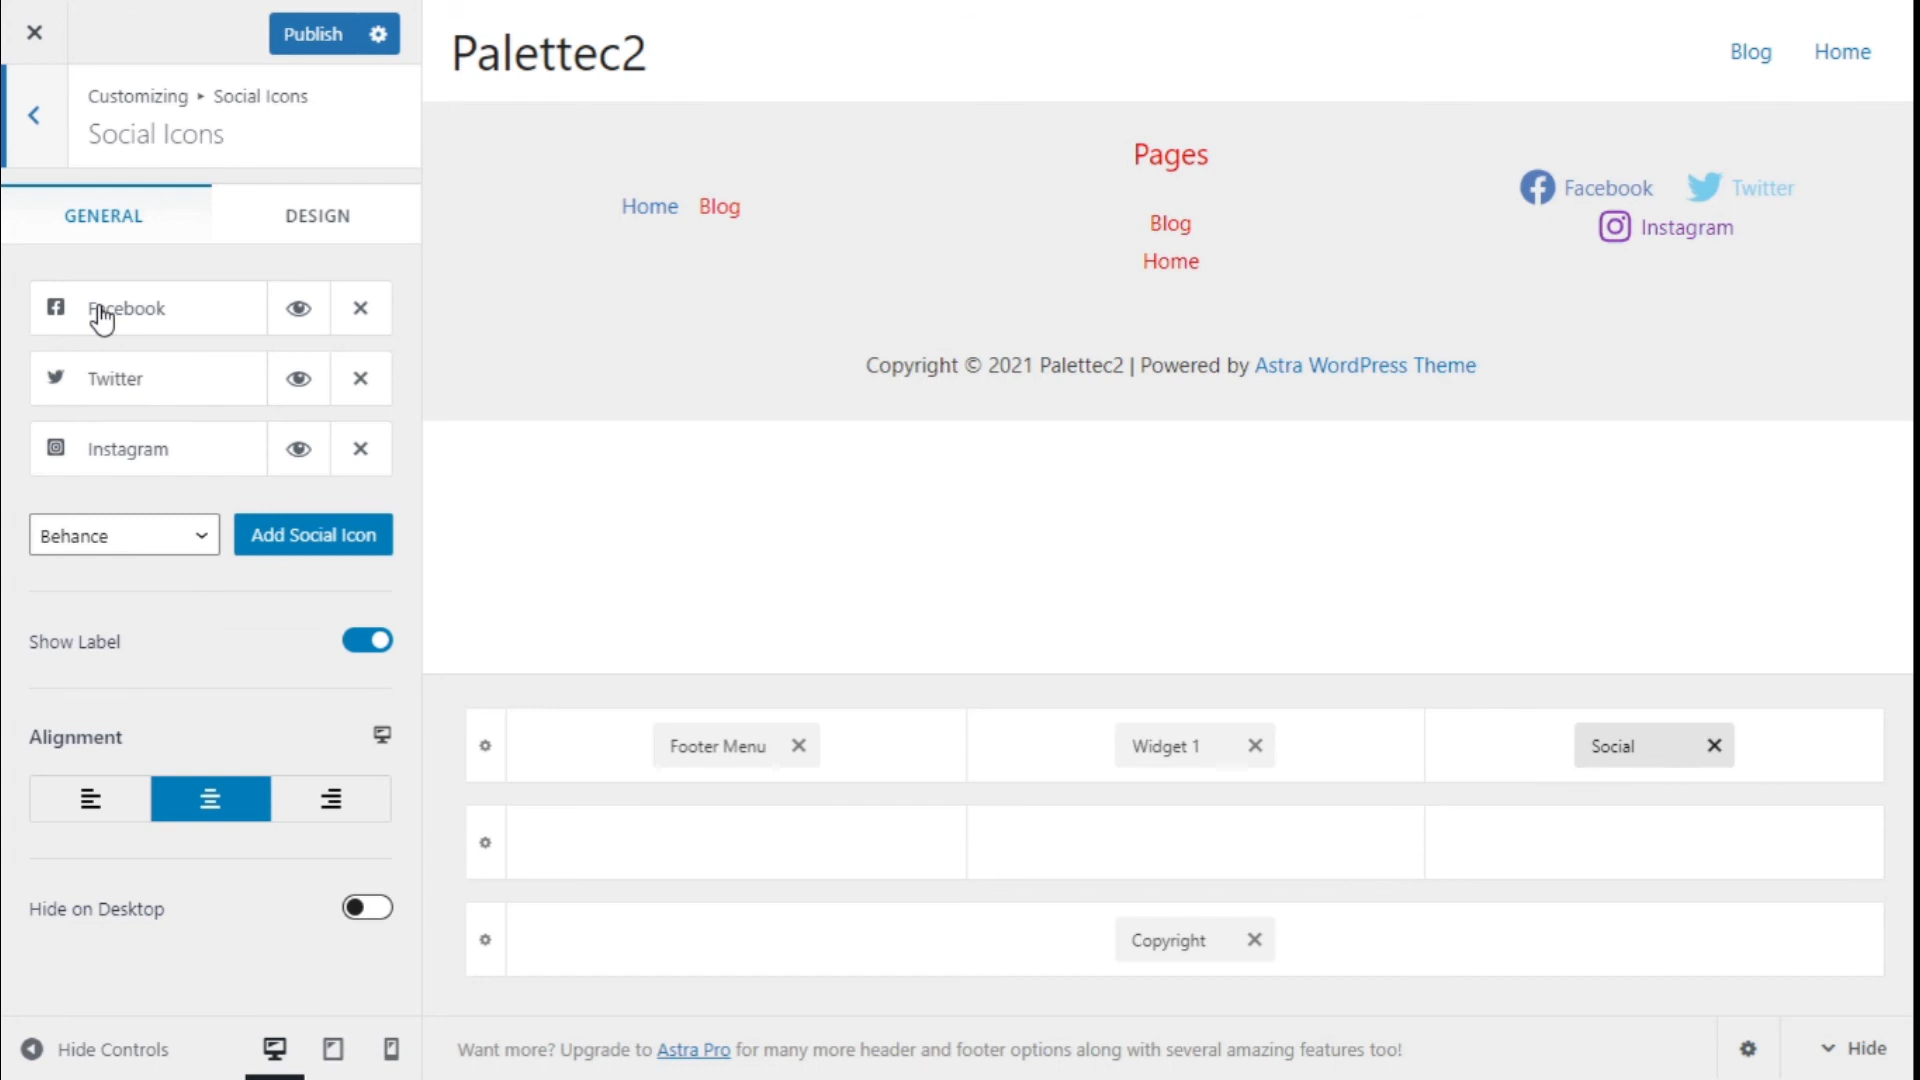 Publish
Customizing ▸ Social Icons
Social Icons
GENERAL
DESIGN
Facebook
Twitter
Instagram
Behance
Add Social Icon
Show Label
Alignment
Hide on Desktop
Hide Controls
Palettec2
Blog
Home
Home
Blog
Pages
Blog
Home
Facebook
Twitter
Instagram
Copyright © 2021 Palettec2 | Powered by Astra WordPress Theme
Footer Menu
Widget 1
Social
Copyright
Want more? Upgrade to Astra Pro for many more header and footer options along with several amazing features too!
Hide